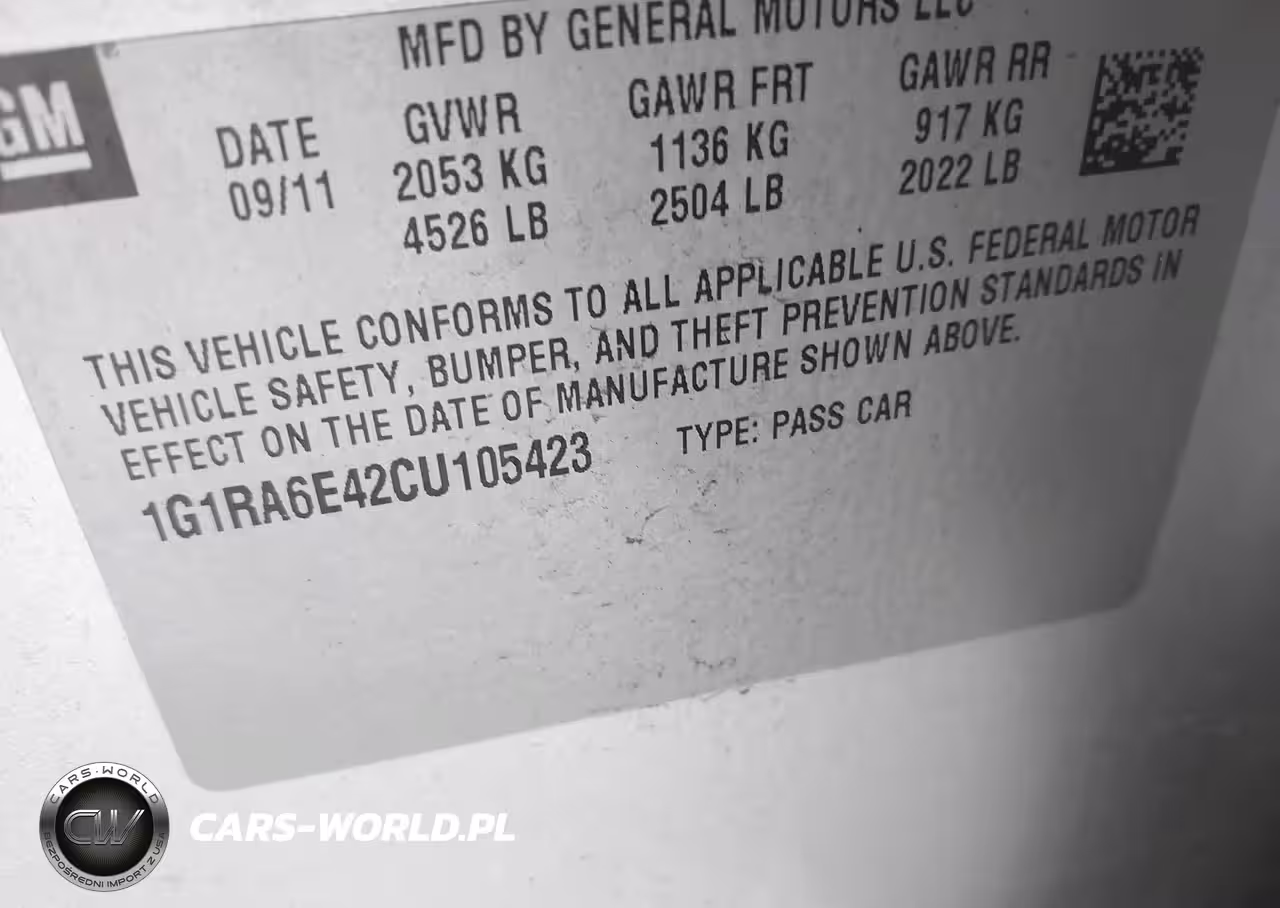 MFD BY GENERAL MOTORS LLC
GM
DATE GVWR GAWR FRT GAWR RR
09/11 2053 KG 1136 KG 917 KG
4526 LB 2504 LB 2022 LB
THIS VEHICLE CONFORMS TO ALL APPLICABLE U.S. FEDERAL MOTOR
VEHICLE SAFETY, BUMPER, AND THEFT PREVENTION STANDARDS IN
EFFECT ON THE DATE OF MANUFACTURE SHOWN ABOVE.
1G1RA6E42CU105423 TYPE: PASS CAR
CARS-WORLD
CW
BEZPOŚREDNI IMPORT Z USA
CARS-WORLD.PL